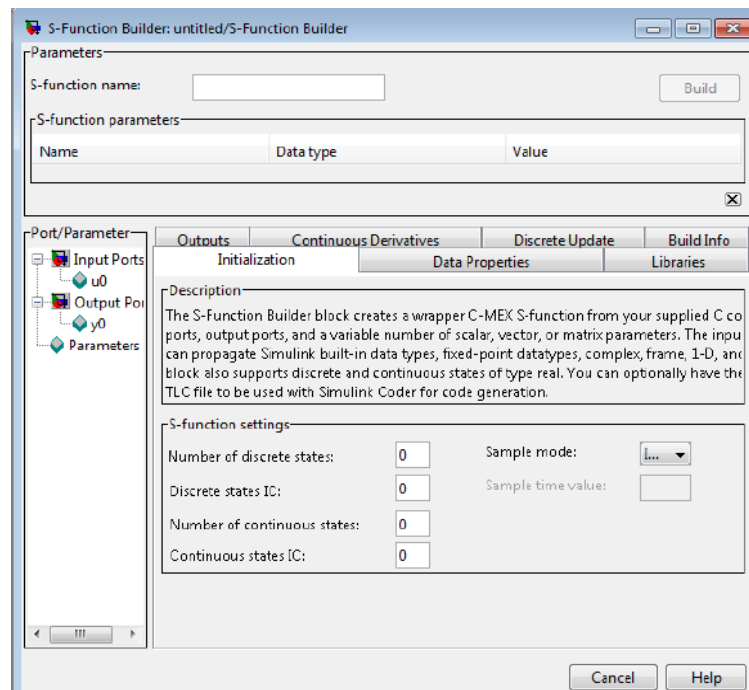 S-Function Builder: untitled/S-Function Builder
Parameters
S-function name:
Build
S-function parameters
Name Data type Value
Port/Parameter
Input Ports
u0
Output Por
y0
Parameters
Outputs Continuous Derivatives Discrete Update Build Info
Initialization Data Properties Libraries
Description
The S-Function Builder block creates a wrapper C-MEX S-function from your supplied C co
ports, output ports, and a variable number of scalar, vector, or matrix parameters. The inpu
can propagate Simulink built-in data types, fixed-point datatypes, complex, frame, 1-D, and
block also supports discrete and continuous states of type real. You can optionally have the
TLC file to be used with Simulink Coder for code generation.
S-function settings
Number of discrete states: 0 Sample mode: I...
Discrete states IC: 0 Sample time value:
Number of continuous states: 0
Continuous states IC: 0
Cancel Help